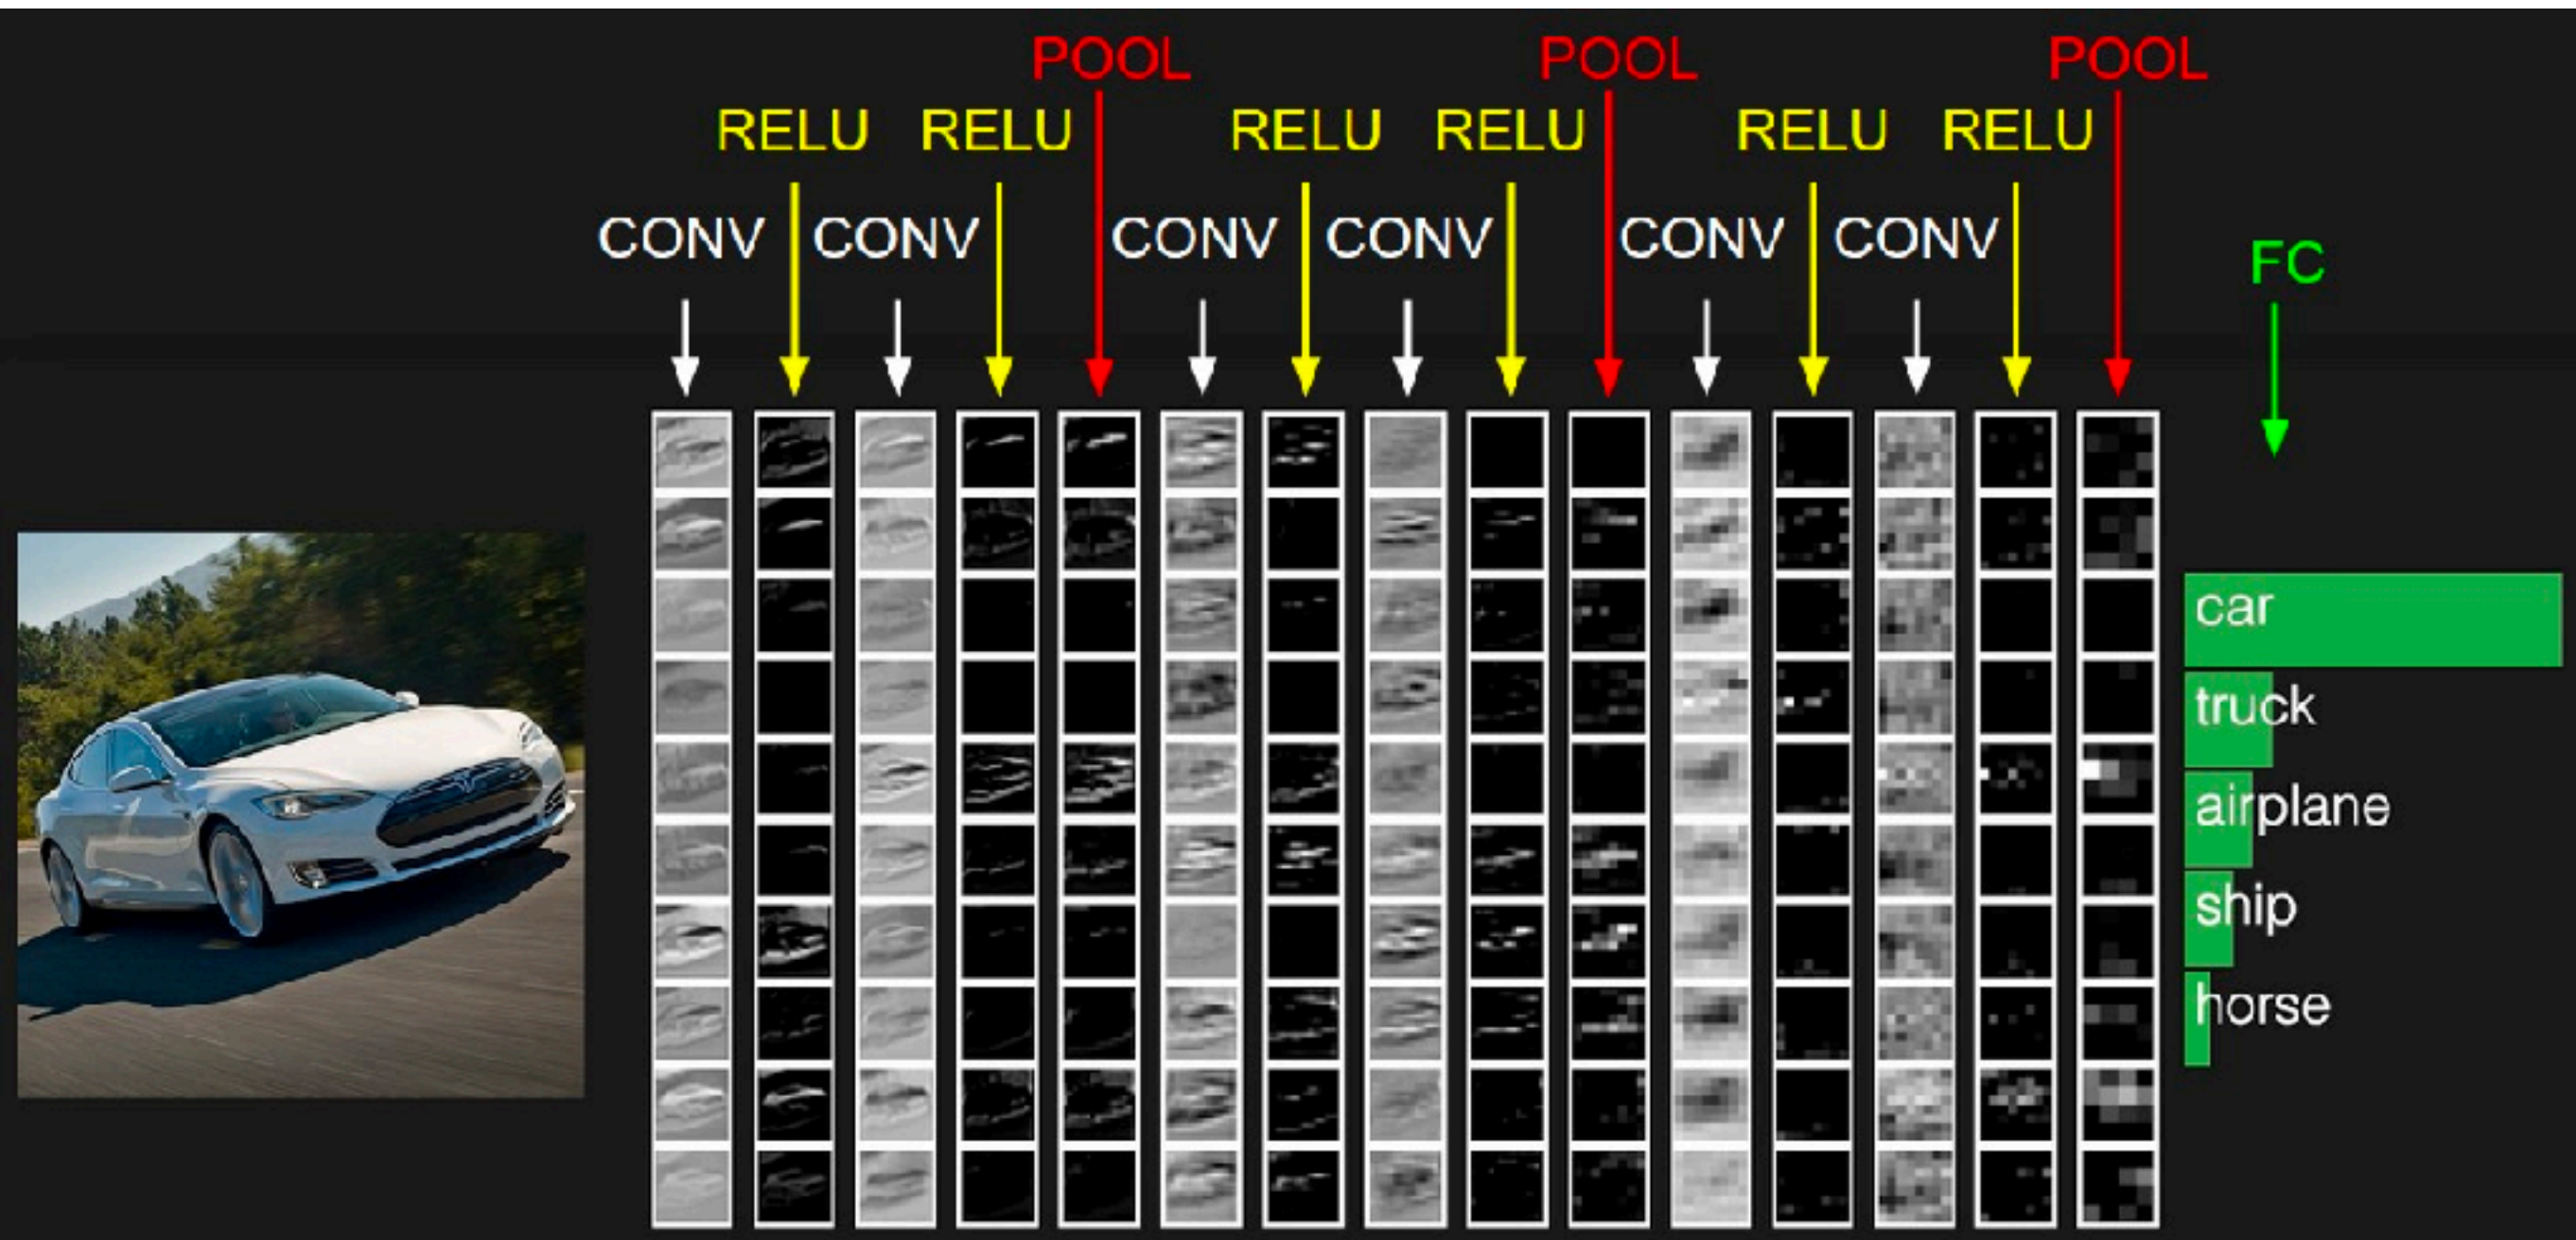 POOL POOL POOL
RELU RELU RELU RELU RELU RELU
CONV CONV CONV CONV CONV CONV
FC
car
truck
airplane
ship
horse